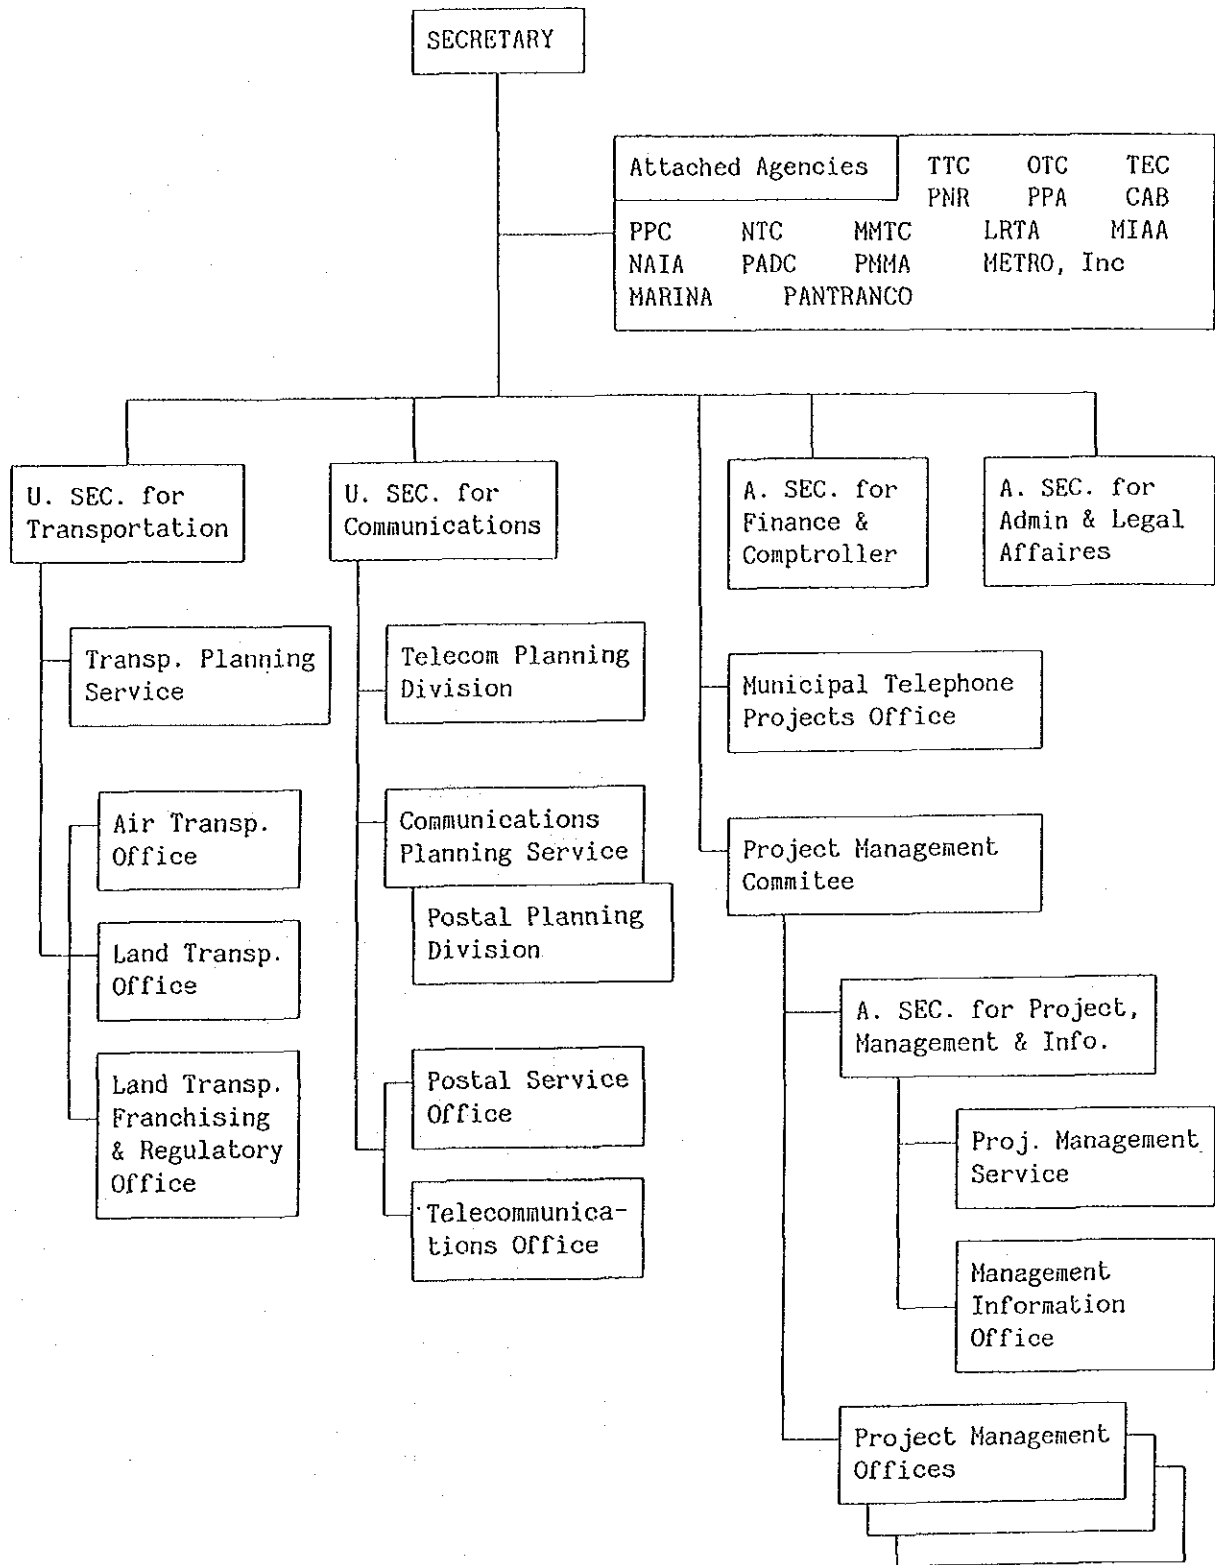 SECRETARY
Attached Agencies TTC OTC TEC
PNR PPA CAB
PPC NTC MMTC LRTA MIAA
NAIA PADC PMMA METRO, Inc
MARINA PANTRANCO
U. SEC. for
Transportation
U. SEC. for
Communications
A. SEC. for
Finance &
Comptroller
A. SEC. for
Admin & Legal
Affaires
Transp. Planning
Service
Air Transp.
Office
Land Transp.
Office
Land Transp.
Franchising
& Regulatory
Office
Telecom Planning
Division
Communications
Planning Service
Postal Planning
Division
Postal Service
Office
Telecommunica-
tions Office
Municipal Telephone
Projects Office
Project Management
Commitee
A. SEC. for Project,
Management & Info.
Proj. Management
Service
Management
Information
Office
Project Management
Offices